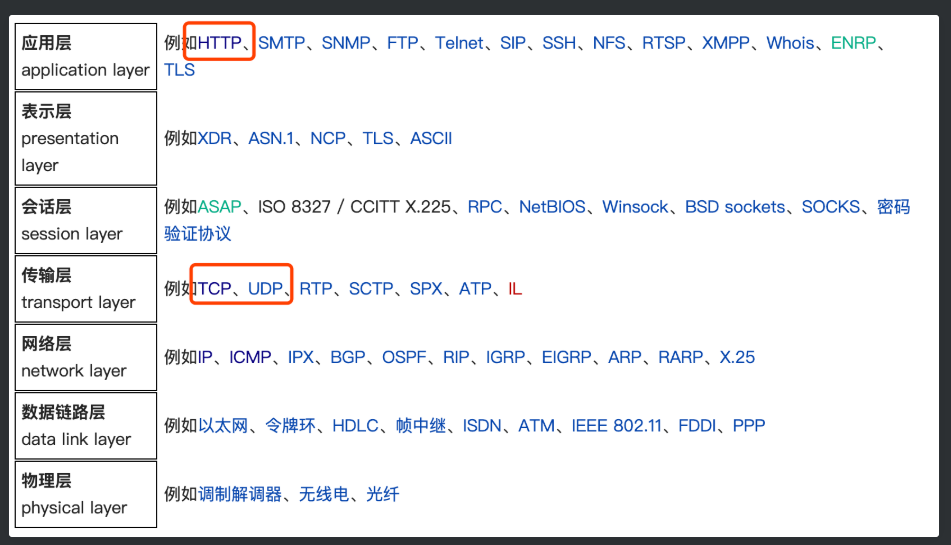 应用层
application layer
例如HTTP、SMTP、SNMP、FTP、Telnet、SIP、SSH、NFS、RTSP、XMPP、Whois、ENRP、
TLS
表示层
presentation
layer
例如XDR、ASN.1、NCP、TLS、ASCII
会话层
session layer
例如ASAP、ISO 8327 / CCITT X.225、RPC、NetBIOS、Winsock、BSD sockets、SOCKS、密码
验证协议
传输层
transport layer
例如TCP、UDP、RTP、SCTP、SPX、ATP、IL
网络层
network layer
例如IP、ICMP、IPX、BGP、OSPF、RIP、IGRP、EIGRP、ARP、RARP、X.25
数据链路层
data link layer
例如以太网、令牌环、HDLC、帧中继、ISDN、ATM、IEEE 802.11、FDDI、PPP
物理层
physical layer
例如调制解调器、无线电、光纤